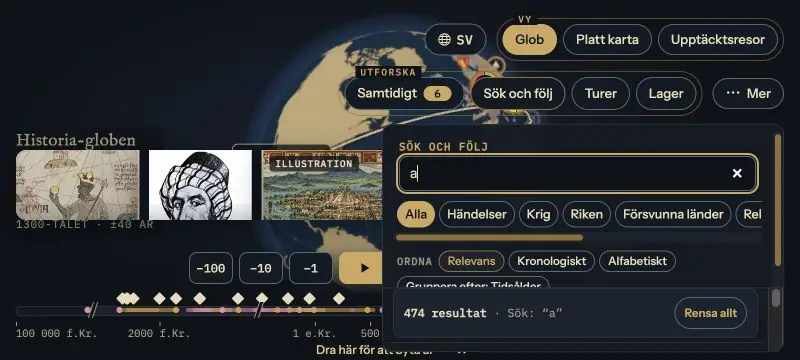 VY
SV
Glob
Platt karta
Upptäcktsresor
UTFORSKA
Samtidigt 6
Sök och följ
Turer
Lager
··· Mer
Historia-globen
ILLUSTRATION
1300-TALET · ±40 ÅR
SÖK OCH FÖLJ
a
Alla
Händelser
Krig
Riken
Försvunna länder
Rel
ORDNA
Relevans
Kronologiskt
Alfabetiskt
Gruppera efter: Tidsålder
474 resultat · Sök: “a”
Rensa allt
−100
−10
−1
100 000 f.Kr.
2000 f.Kr.
1 e.Kr.
500
Dra här för att byta år